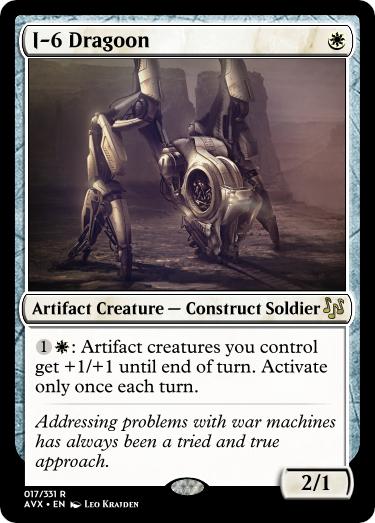 I-6 Dragoon
Artifact Creature — Construct Soldier
1: Artifact creatures you control
get +1/+1 until end of turn. Activate
only once each turn.
Addressing problems with war machines
has always been a tried and true
approach.
2/1
017/331 R
AVX • EN Leo Krajden